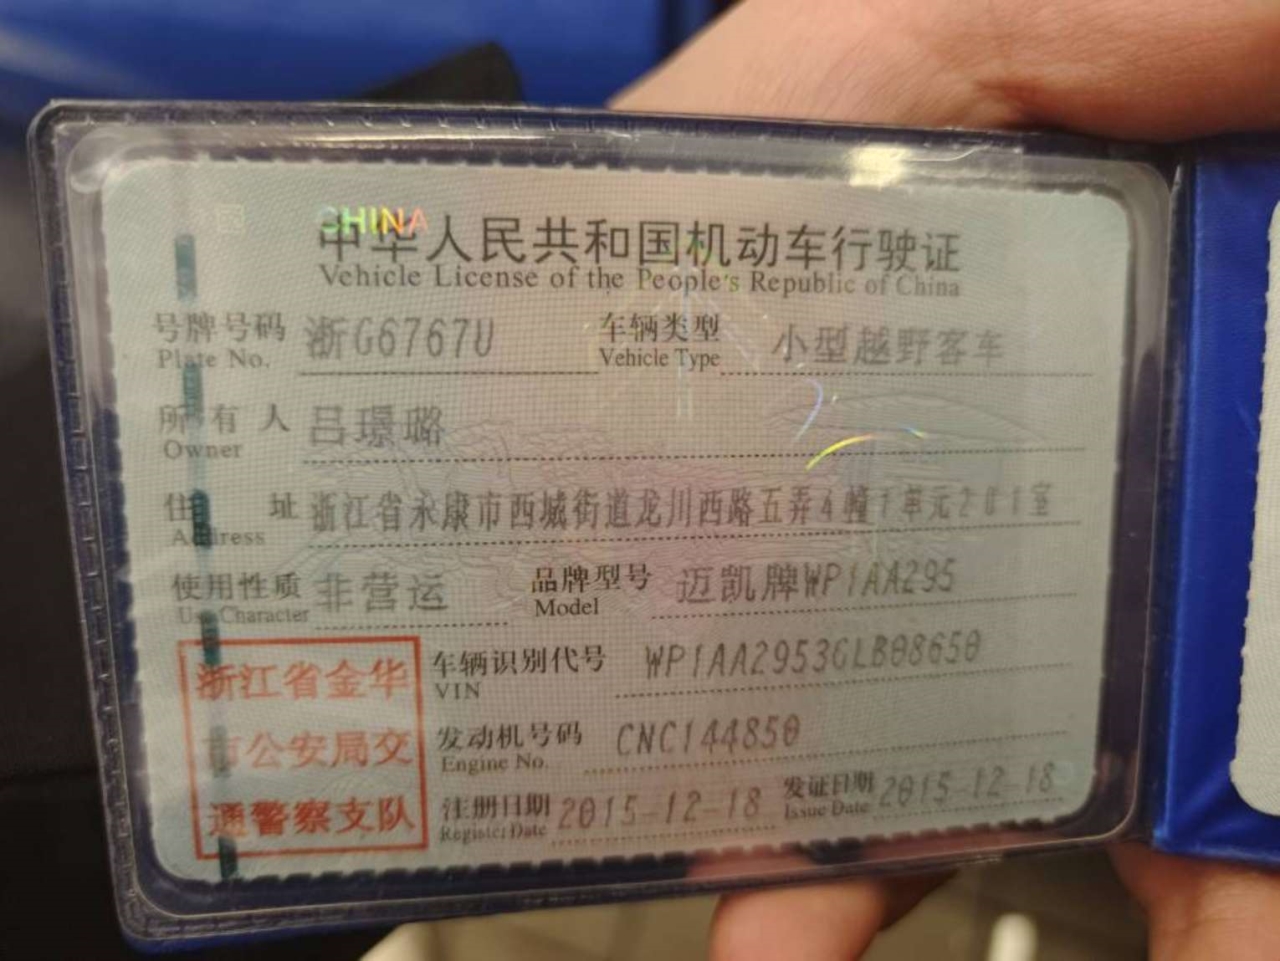 CHINA
中华人民共和国机动车行驶证
Vehicle License of the People's Republic of China
号牌号码 浙G6767U 车辆类型 小型越野客车
Plate No. Vehicle Type
所有人 吕璟璐
Owner
住址 浙江省永康市西城街道龙川西路五弄4幢1单元201室
Address
使用性质 非营运 品牌型号 迈凯牌WP1AA295
Use Character Model
浙江省金华 车辆识别代号 WP1AA2953GLB08650
VIN
市公安局交 发动机号码 CNC144850
Engine No.
通警察支队 注册日期 2015-12-18 发证日期 2015-12-18
Register Date Issue Date